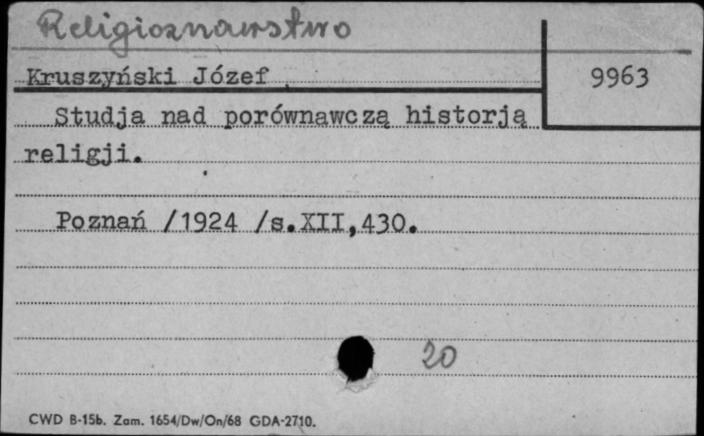 Religioznawstwo
Kruszyński Józef
9963
Studja nad porównawczą historją
religji.
Poznań /1924 /s.XII,430.
20
CWD B-15b. Zam. 1654/Dw/On/68 GDA-2710.